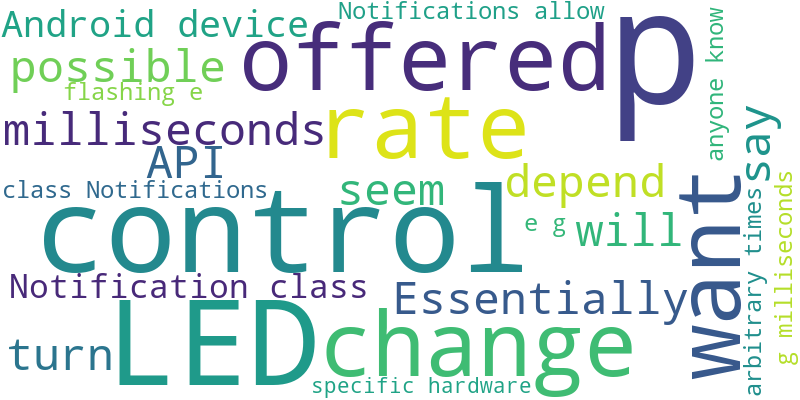 Android device
Notifications allow
possible
offered
p
anyone know
flashing e
milliseconds
rate
API
say
class Notifications
seem
depend
want
control
e g
will
arbitrary times
g milliseconds
Notification class
Essentially
LED
change
turn
specific hardware